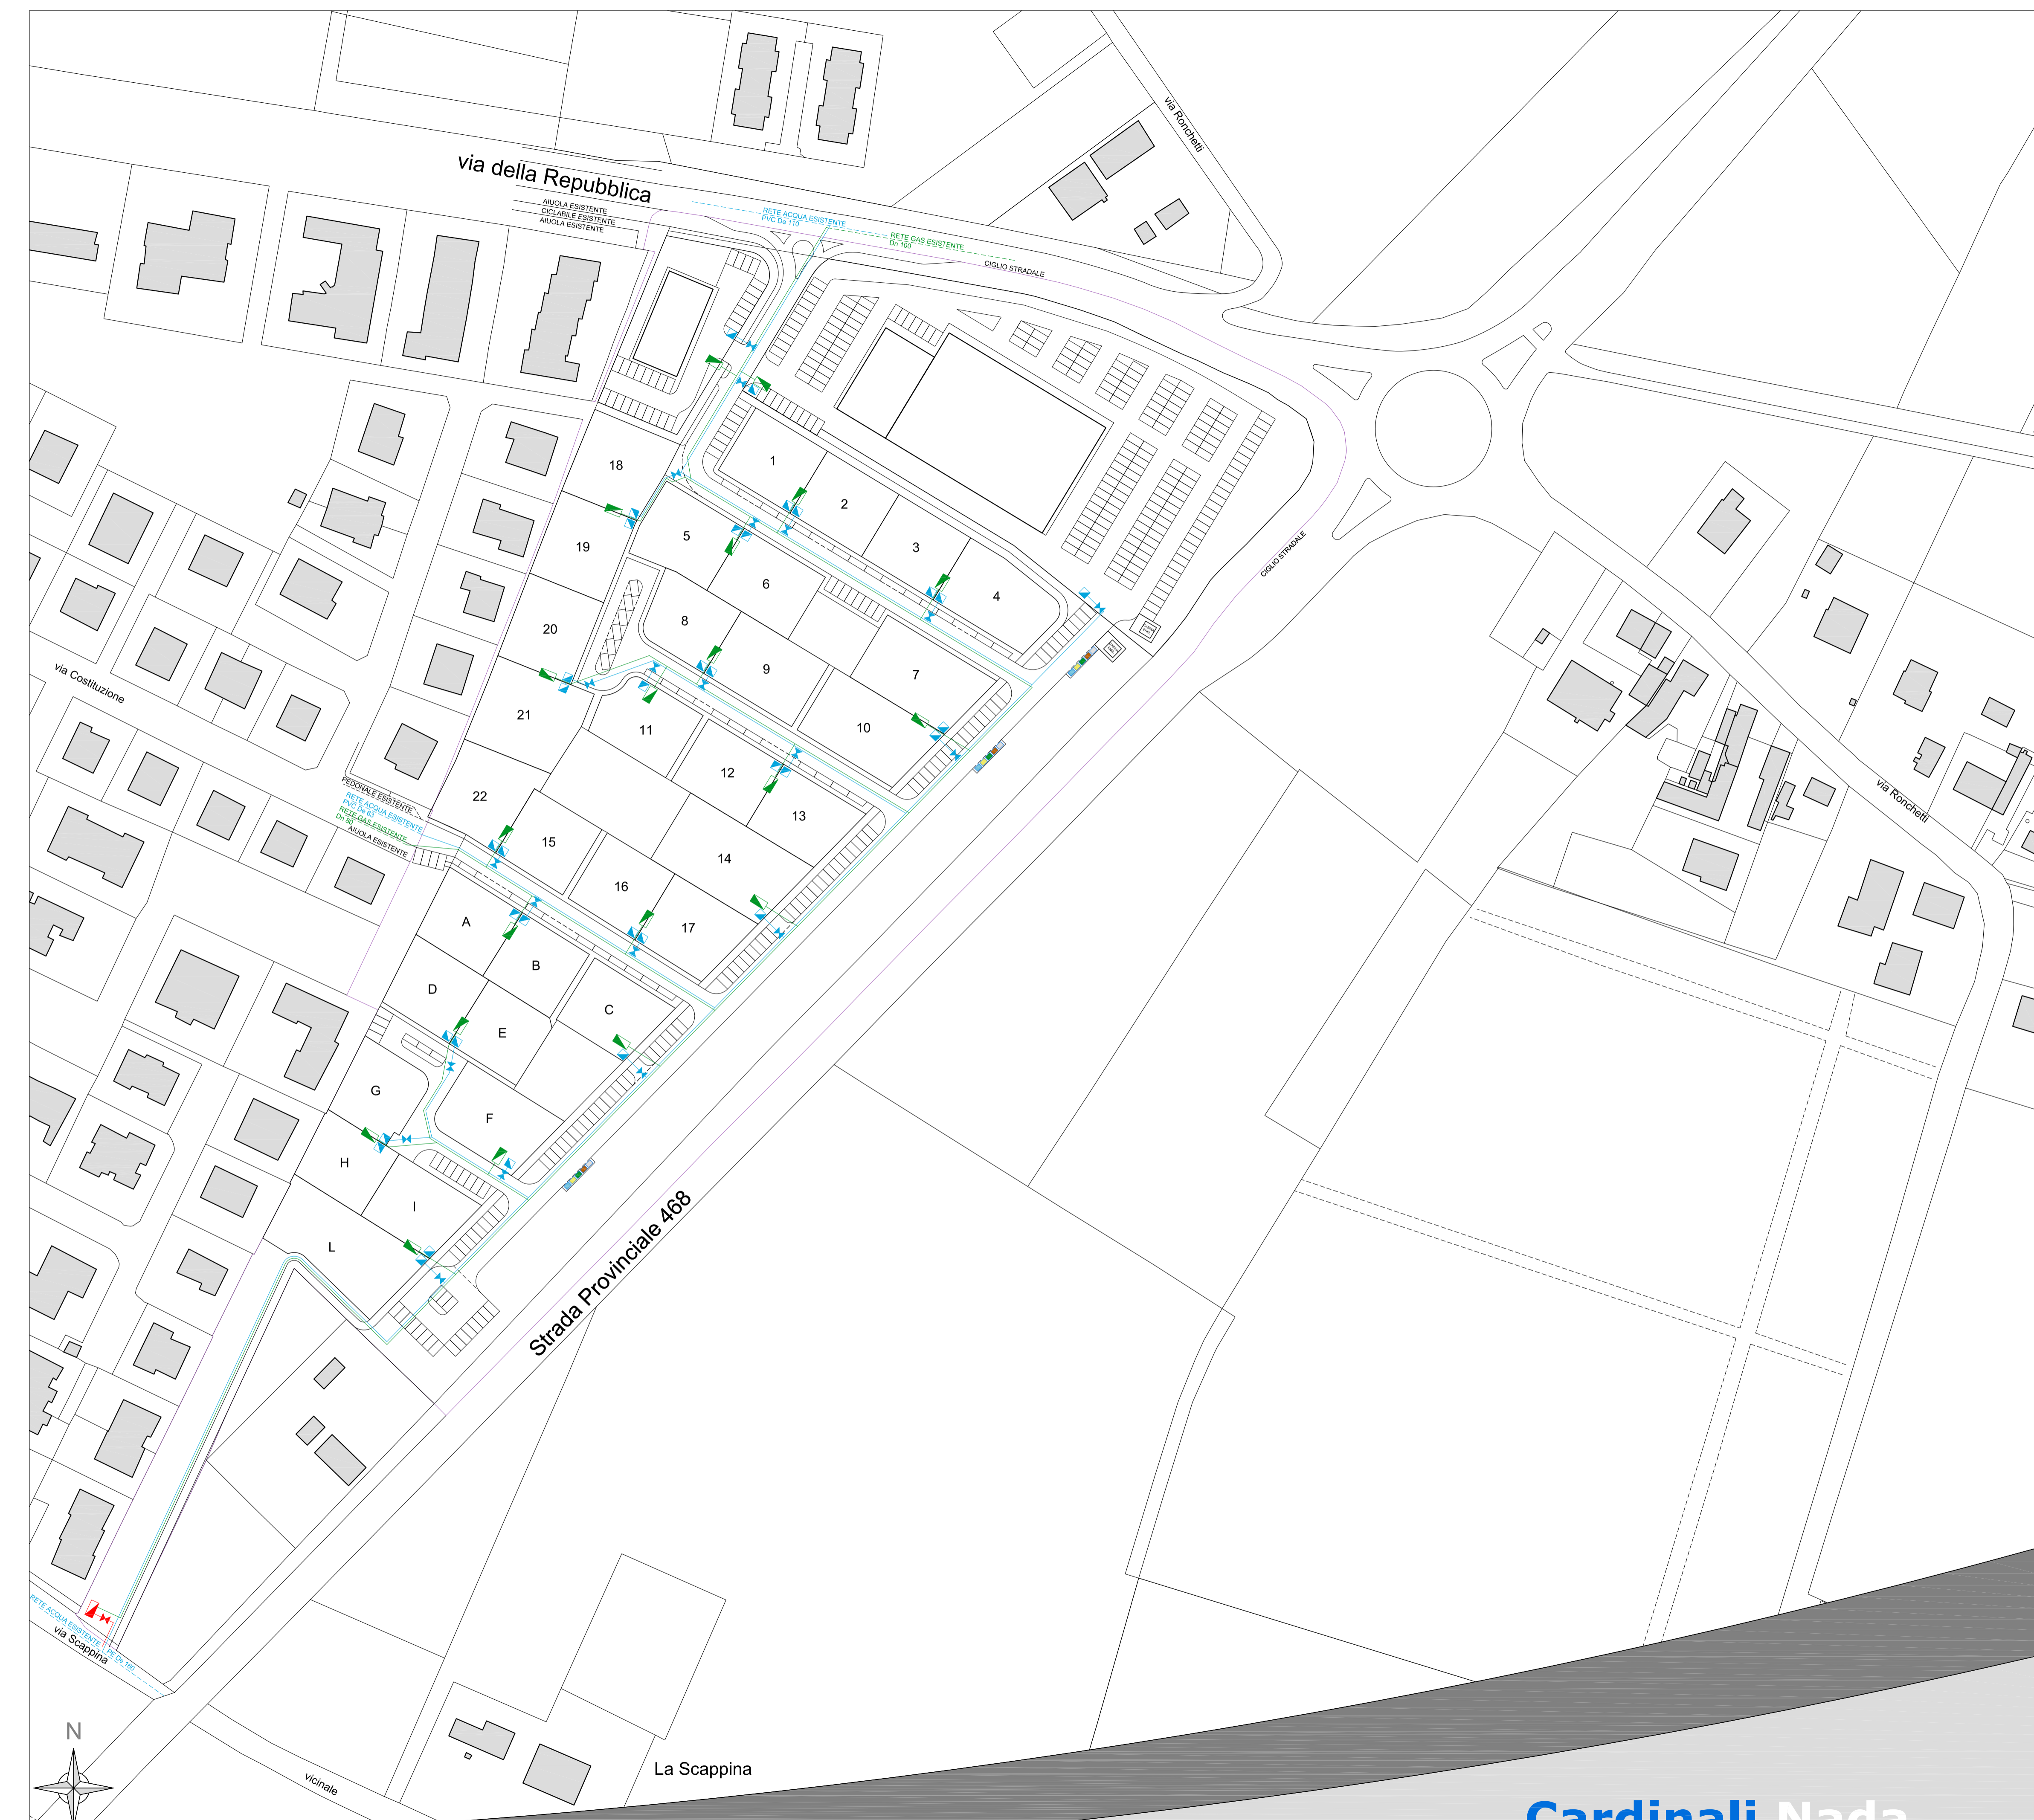 via Ronchetti
via della Repubblica
AIUOLA ESISTENTE
CICLABILE ESISTENTE
AIUOLA ESISTENTE
RETE ACQUA ESISTENTE
PVC De 110
RETE GAS ESISTENTE
Dn 100
CIGLIO STRADALE
1
18
2
5
3
19
CIGLIO STRADALE
6
4
8
20
via Costituzione
9
7
21
11
10
12
PEDONALE ESISTENTE
22
RETE ACQUA ESISTENTE
PVC De 63
RETE GAS ESISTENTE
Dn 80
AIUOLA ESISTENTE
via Ronchetti
13
15
14
16
A
17
B
D
C
E
G
F
H
I
L
Strada Provinciale 468
RETE ACQUA ESISTENTE PE De 160
via Scappina
N
La Scappina
vicinale
Cardinali Nada